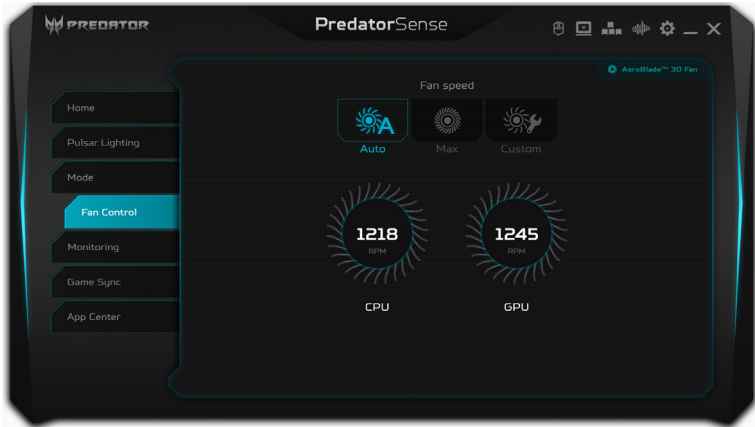 PREDATOR
PredatorSense
AeroBlade™ 3D Fan
Fan speed
Home
Pulsar Lighting
Mode
Fan Control
Monitoring
Game Sync
App Center
Auto
Max
Custom
1218
RPM
1245
RPM
CPU
GPU